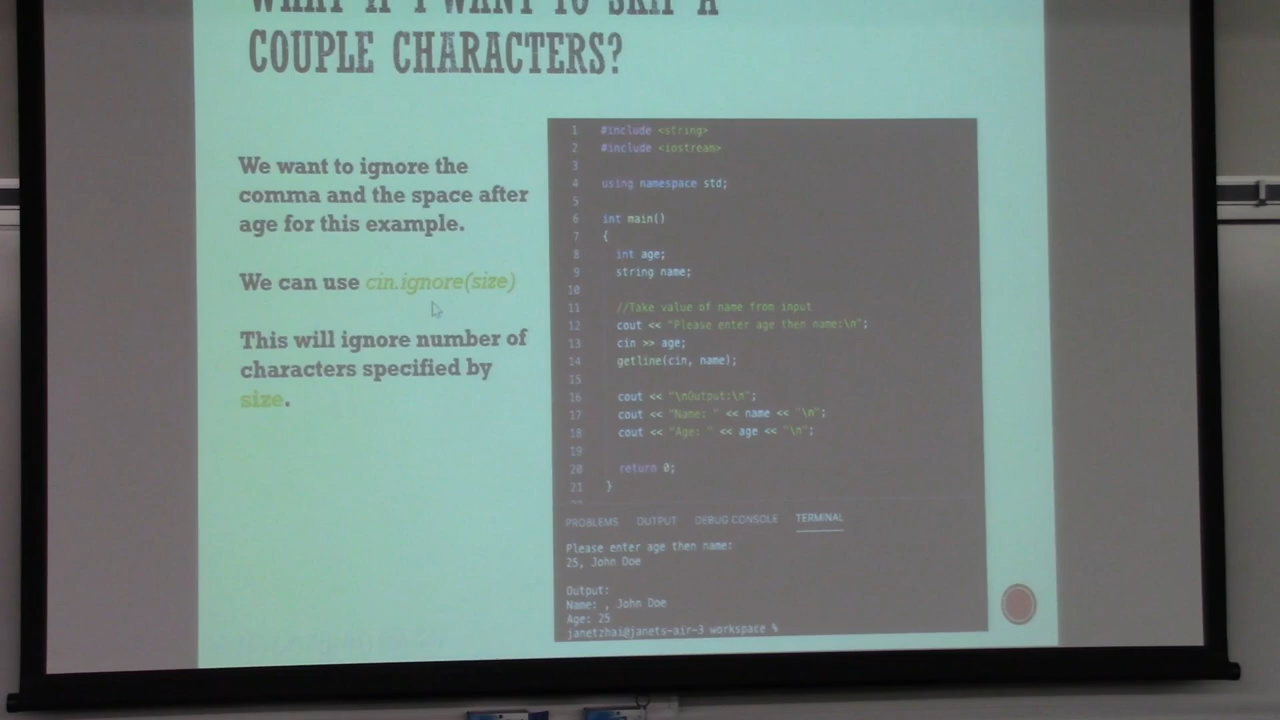 WHAT IF I WANT TO SKIP A
COUPLE CHARACTERS?
We want to ignore the
comma and the space after
age for this example.
We can use cin.ignore(size)
This will ignore number of
characters specified by
size.
1 #include <string>
2 #include <iostream>
3
4 using namespace std;
5
6 int main()
7 {
8 int age;
9 string name;
10
11 //Take value of name from input
12 cout << "Please enter age then name:\n";
13 cin >> age;
14 getline(cin, name);
15
16 cout << "\nOutput:\n";
17 cout << "Name: " << name << "\n";
18 cout << "Age: " << age << "\n";
19
20 return 0;
21 }
PROBLEMS OUTPUT DEBUG CONSOLE TERMINAL
Please enter age then name:
25, John Doe
Output:
Name: , John Doe
Age: 25
janetzhai@janets-air-3 workspace %